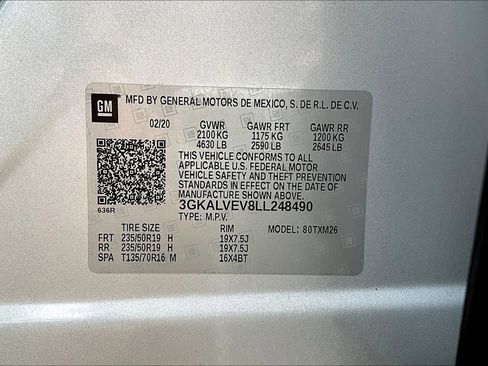 GM
MFD BY GENERAL MOTORS DE MEXICO, S. DE R.L. DE C.V.
02/20 GVWR GAWR FRT GAWR RR
2100 KG 1175 KG 1200 KG
4630 LB 2590 LB 2645 LB
THIS VEHICLE CONFORMS TO ALL
APPLICABLE U.S. FEDERAL MOTOR
VEHICLE SAFETY AND THEFT
PREVENTION STANDARDS IN EFFECT ON THE
DATE OF MANUFACTURE SHOWN ABOVE.
636R 3GKALVEV8LL248490
TYPE: M.P.V.
TIRE SIZE RIM MODEL: 80TXM26
FRT 235/50R19 H 19X7.5J
RR 235/50R19 H 19X7.5J
SPA T135/70R16 M 16X4BT